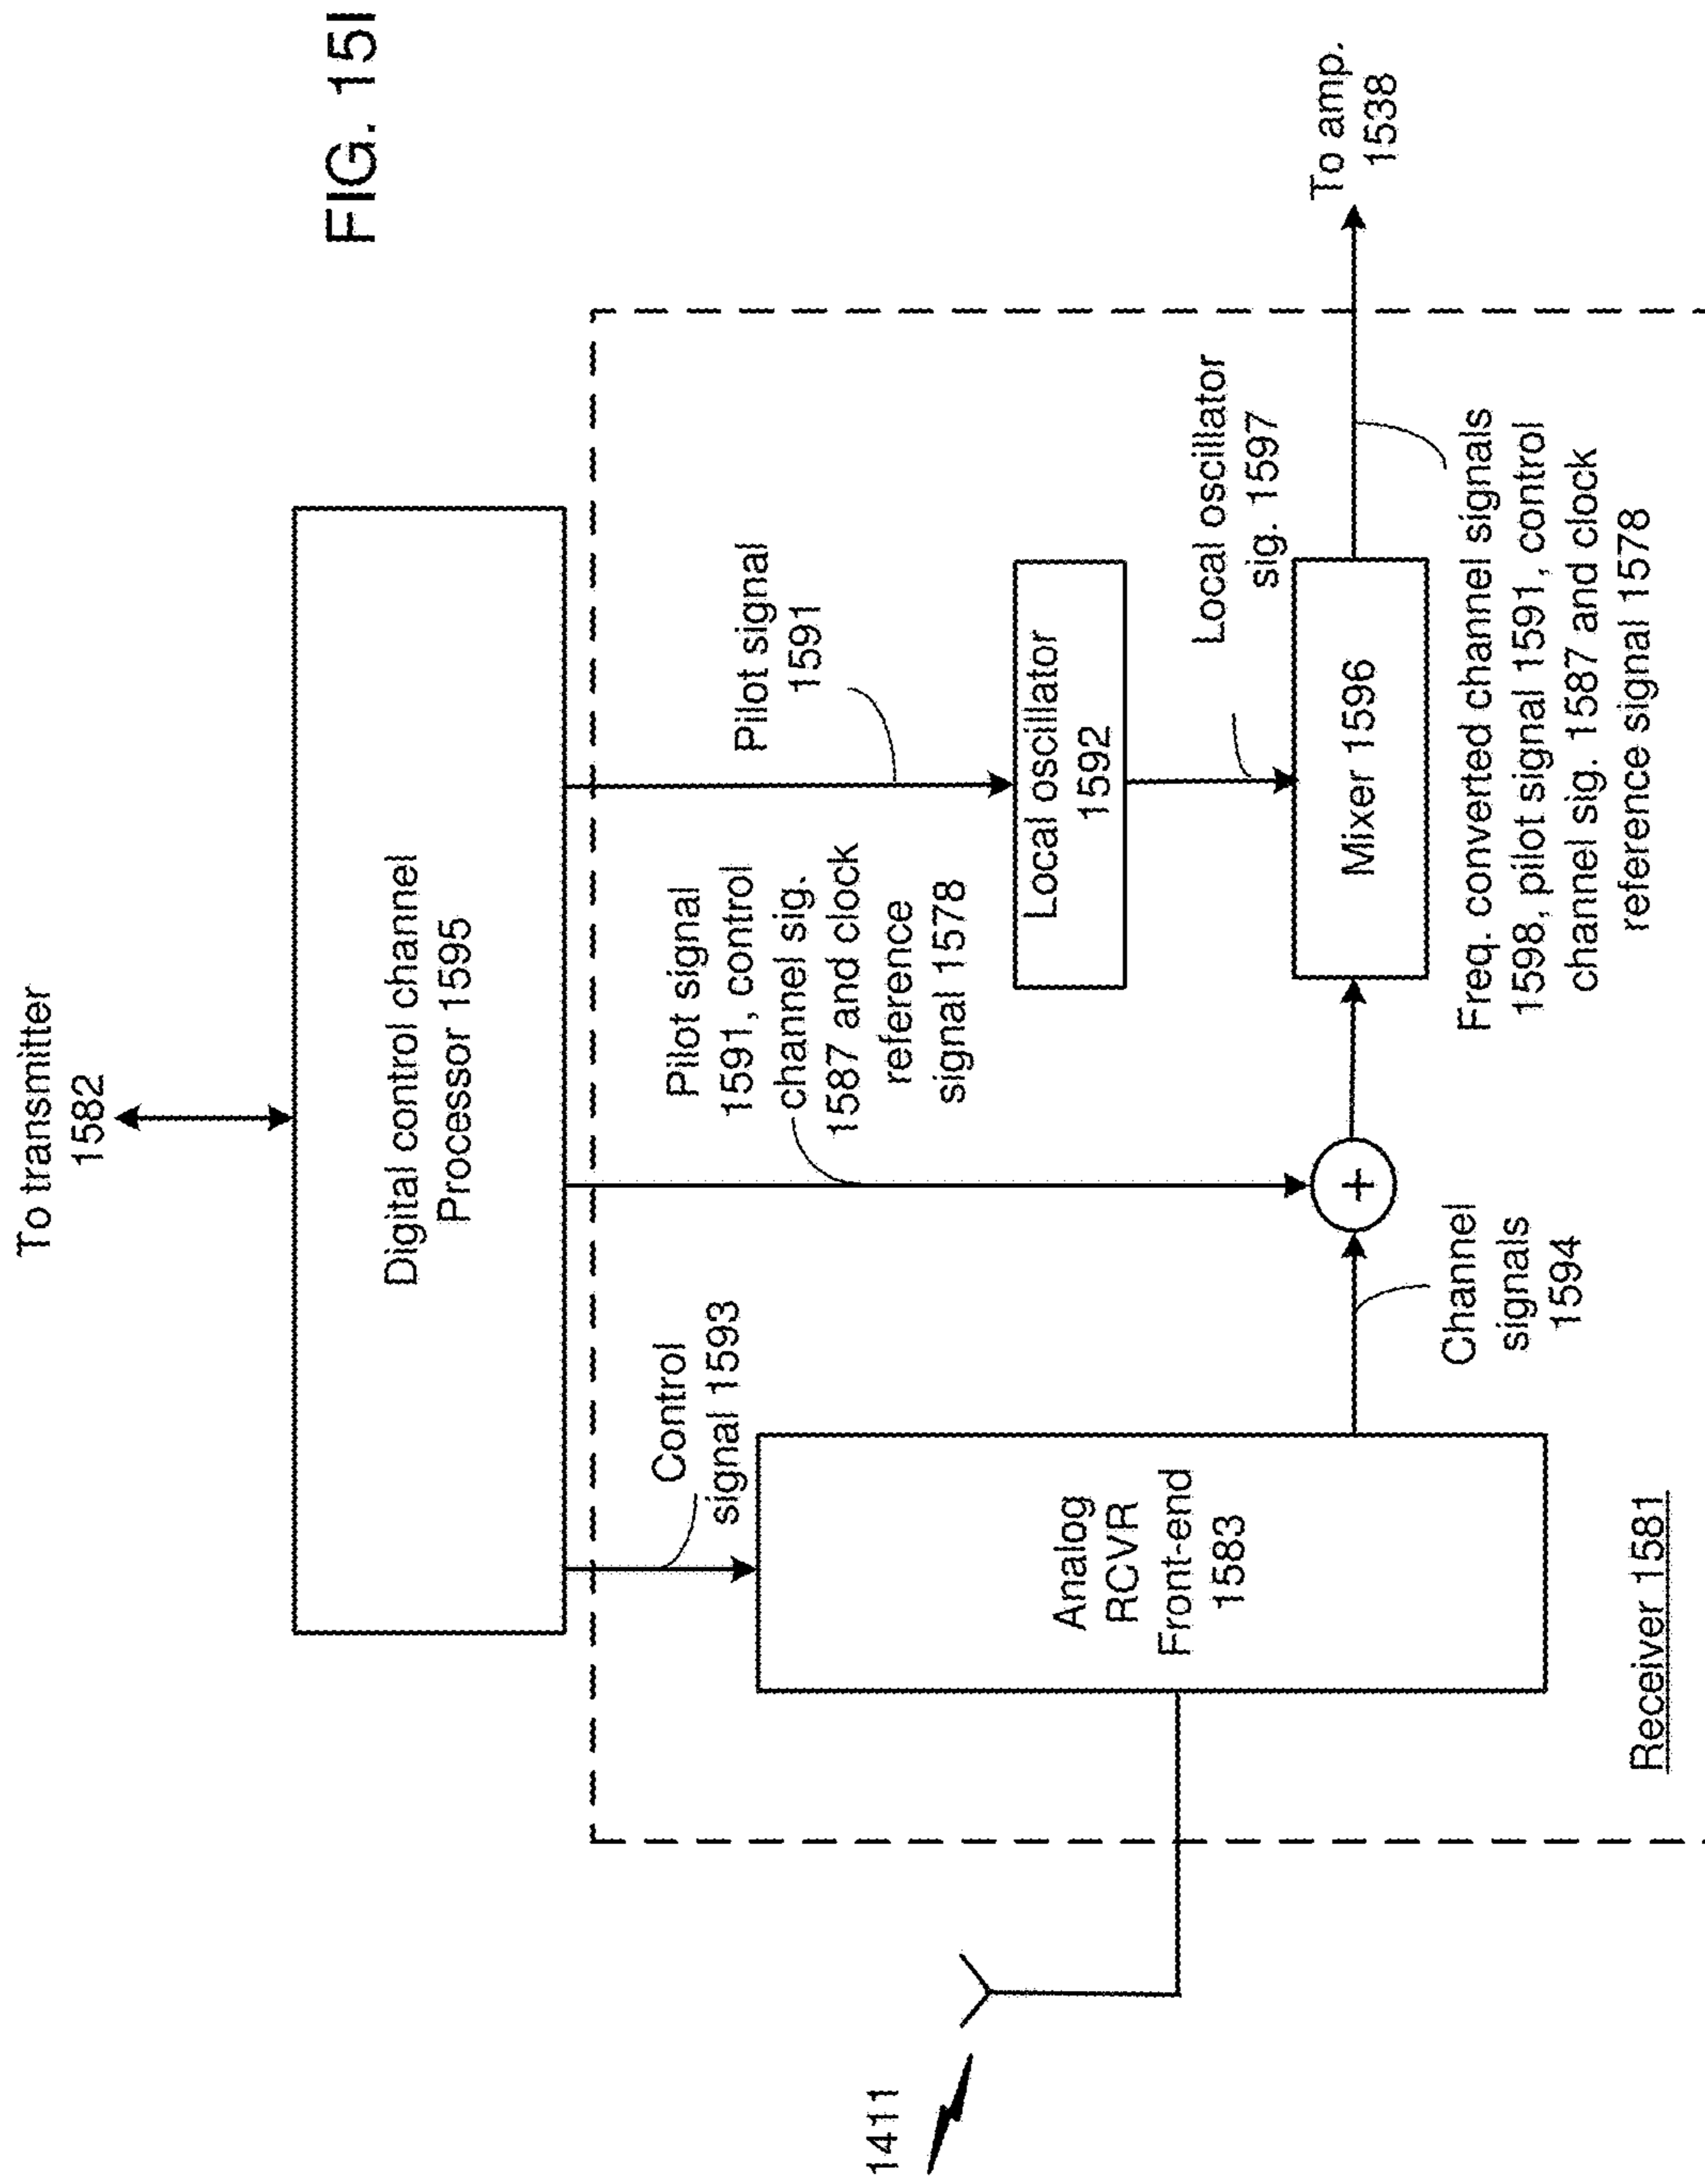 FIG. 15I
To transmitter
1582
Digital control channel
Processor 1595
Control
signal 1593
Pilot signal
1591, control
channel sig.
1587 and clock
reference
signal 1578
Pilot signal
1591
Local oscillator
1592
Local oscillator
sig. 1597
Mixer 1596
To amp.
1538
Analog
RCVR
Front-end
1583
+
Channel
signals
1594
Freq. converted channel signals
1598, pilot signal 1591, control
channel sig. 1587 and clock
reference signal 1578
1411
Receiver 1581